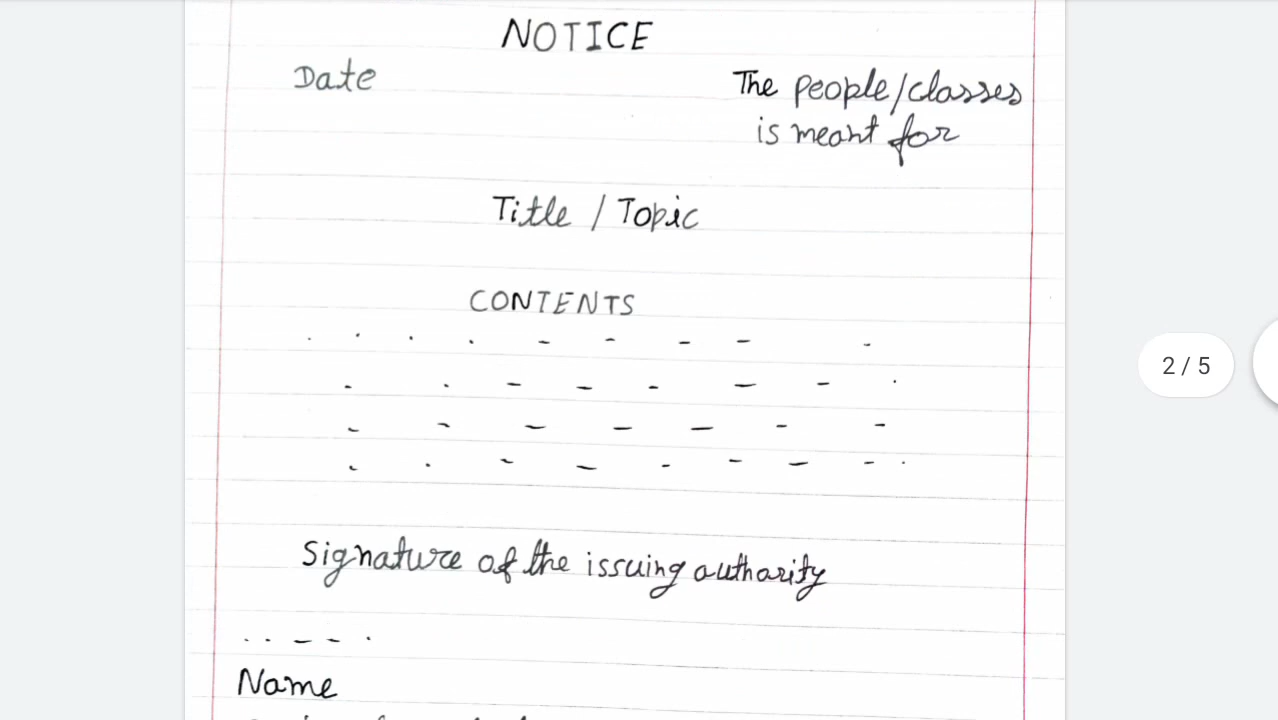 NOTICE
Date
The people/classes
is meant for
Title / Topic
CONTENTS
Signature of the issuing authority
Name
2 / 5